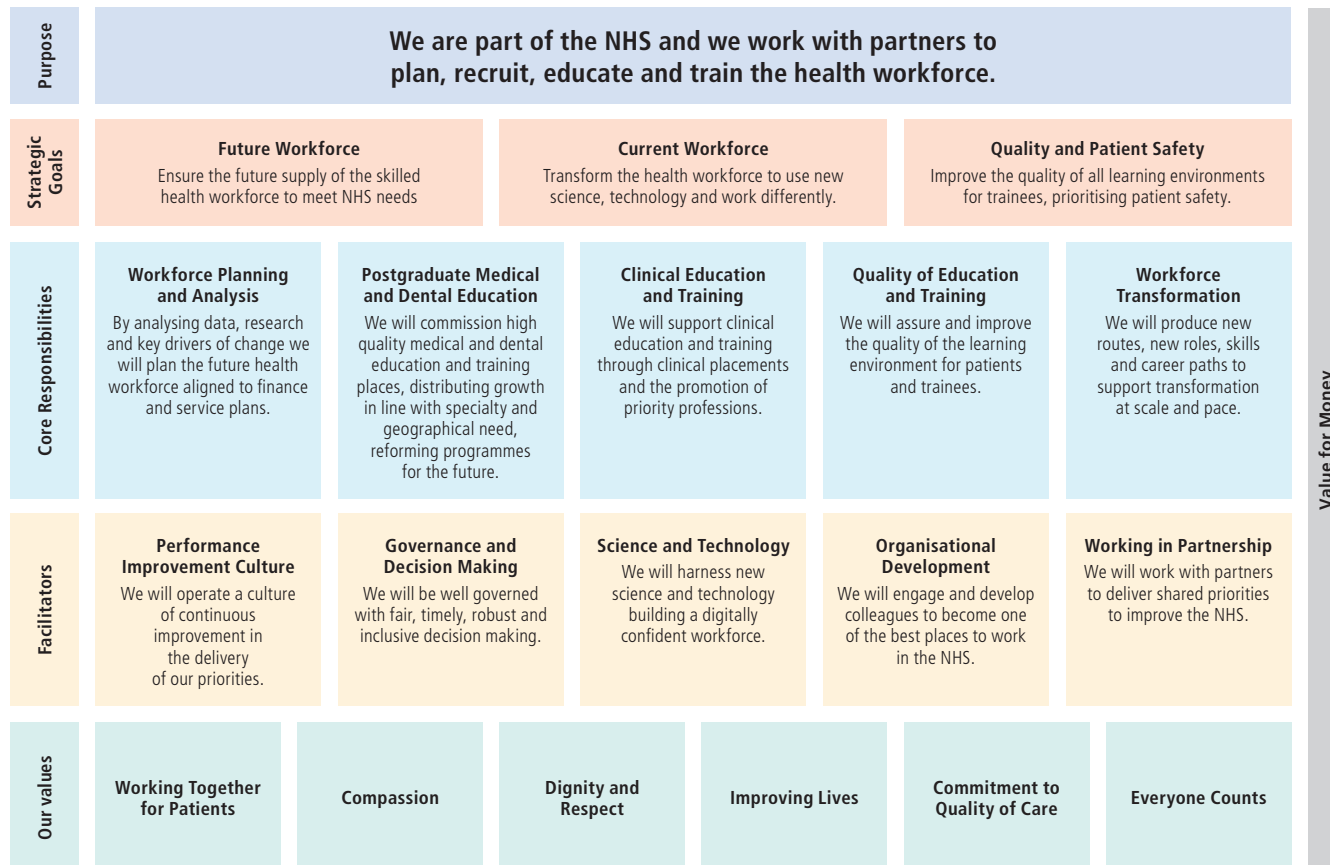 Purpose
We are part of the NHS and we work with partners to
plan, recruit, educate and train the health workforce.
Strategic
Goals
Future Workforce
Ensure the future supply of the skilled
health workforce to meet NHS needs
Current Workforce
Transform the health workforce to use new
science, technology and work differently.
Quality and Patient Safety
Improve the quality of all learning environments
for trainees, prioritising patient safety.
Core Responsibilities
Workforce Planning
and Analysis
By analysing data, research
and key drivers of change we
will plan the future health
workforce aligned to finance
and service plans.
Postgraduate Medical
and Dental Education
We will commission high
quality medical and dental
education and training
places, distributing growth
in line with specialty and
geographical need,
reforming programmes
for the future.
Clinical Education
and Training
We will support clinical
education and training
through clinical placements
and the promotion of
priority professions.
Quality of Education
and Training
We will assure and improve
the quality of the learning
environment for patients
and trainees.
Workforce
Transformation
We will produce new
routes, new roles, skills
and career paths to
support transformation
at scale and pace.
Facilitators
Performance
Improvement Culture
We will operate a culture
of continuous
improvement in
the delivery
of our priorities.
Governance and
Decision Making
We will be well governed
with fair, timely, robust and
inclusive decision making.
Science and Technology
We will harness new
science and technology
building a digitally
confident workforce.
Organisational
Development
We will engage and develop
colleagues to become one
of the best places to work
in the NHS.
Working in Partnership
We will work with partners
to deliver shared priorities
to improve the NHS.
Our values
Working Together
for Patients
Compassion
Dignity and
Respect
Improving Lives
Commitment to
Quality of Care
Everyone Counts
Value for Money